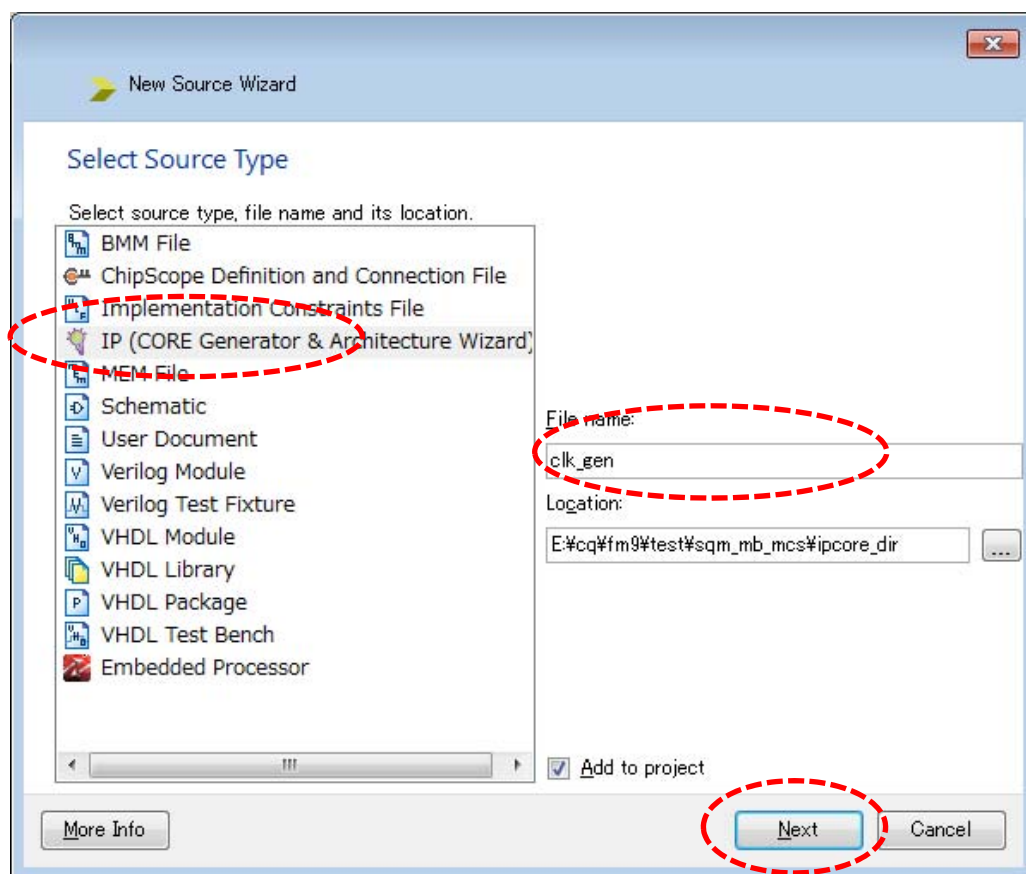 New Source Wizard
Select Source Type
Select source type, file name and its location.
BMM File
ChipScope Definition and Connection File
Implementation Constraints File
IP (CORE Generator & Architecture Wizard)
MEM File
Schematic
User Document
Verilog Module
Verilog Test Fixture
VHDL Module
VHDL Library
VHDL Package
VHDL Test Bench
Embedded Processor
File name:
clk_gen
Location:
E:¥cq¥fm9¥test¥sqm_mb_mcs¥ipcore_dir
...
Add to project
More Info
Next
Cancel